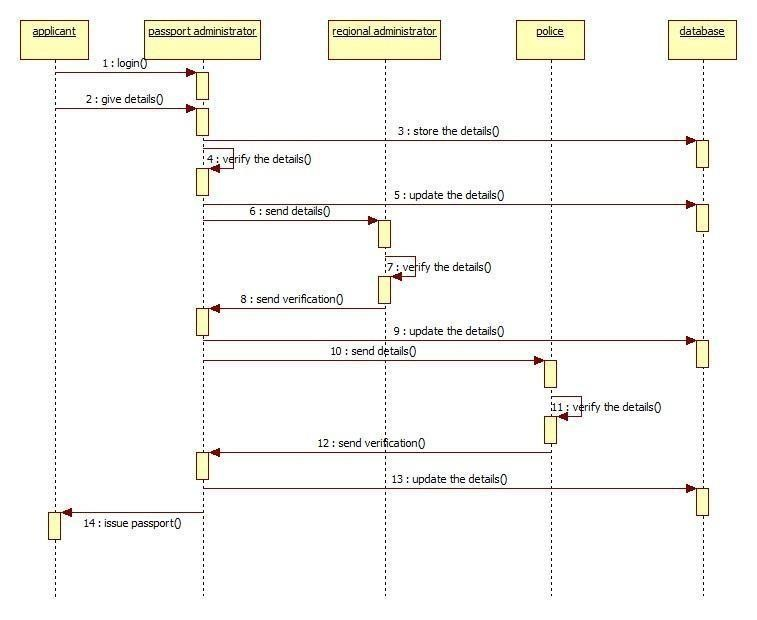 applicant
passport administrator
regional administrator
police
database
1 : login()
2 : give details()
3 : store the details()
4 : verify the details()
5 : update the details()
6 : send details()
7 : verify the details()
8 : send verification()
9 : update the details()
10 : send details()
11 : verify the details()
12 : send verification()
13 : update the details()
14 : issue passport()